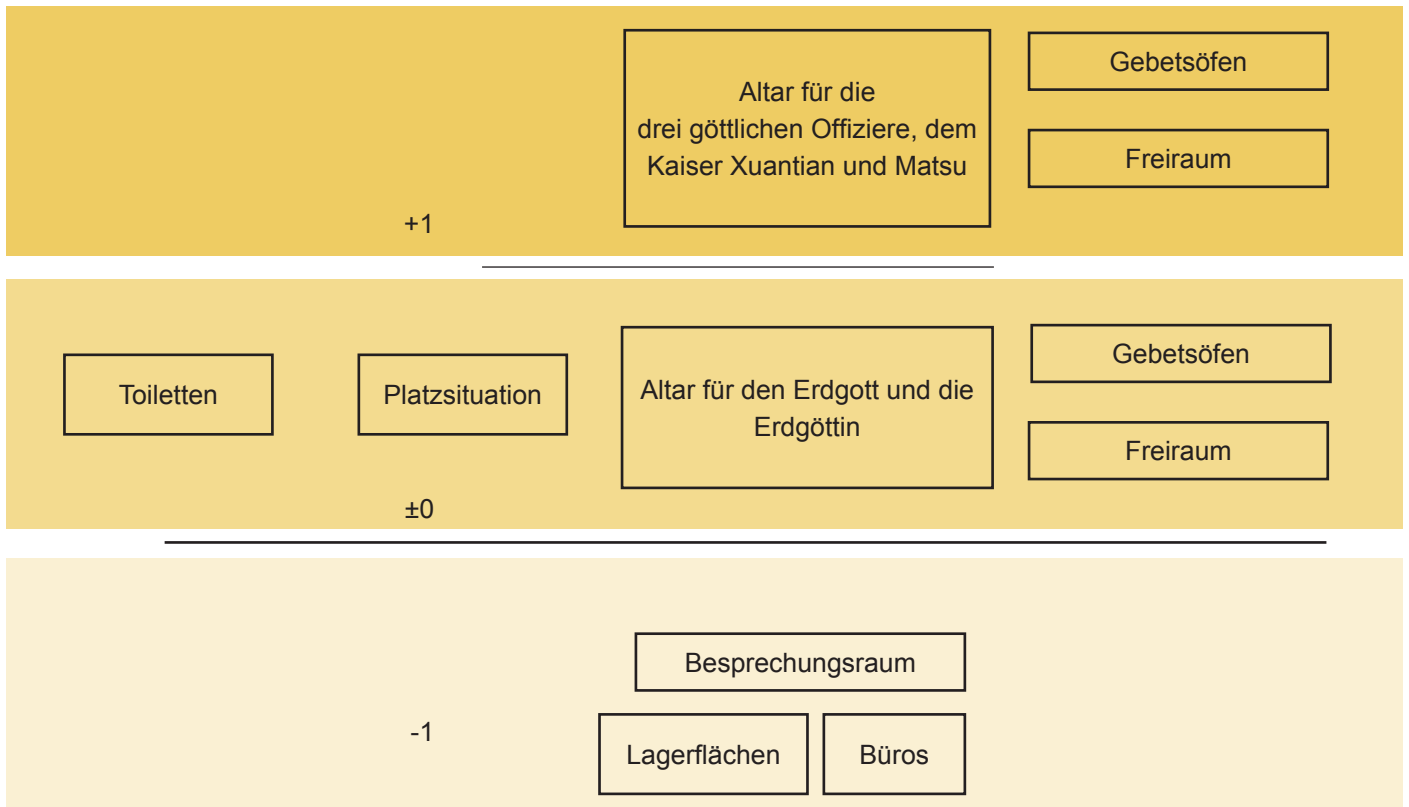 Altar für die
drei göttlichen Offiziere, dem
Kaiser Xuantian und Matsu
Gebetsöfen
Freiraum
+1
Toiletten
Platzsituation
Altar für den Erdgott und die
Erdgöttin
Gebetsöfen
Freiraum
±0
Besprechungsraum
-1
Lagerflächen
Büros